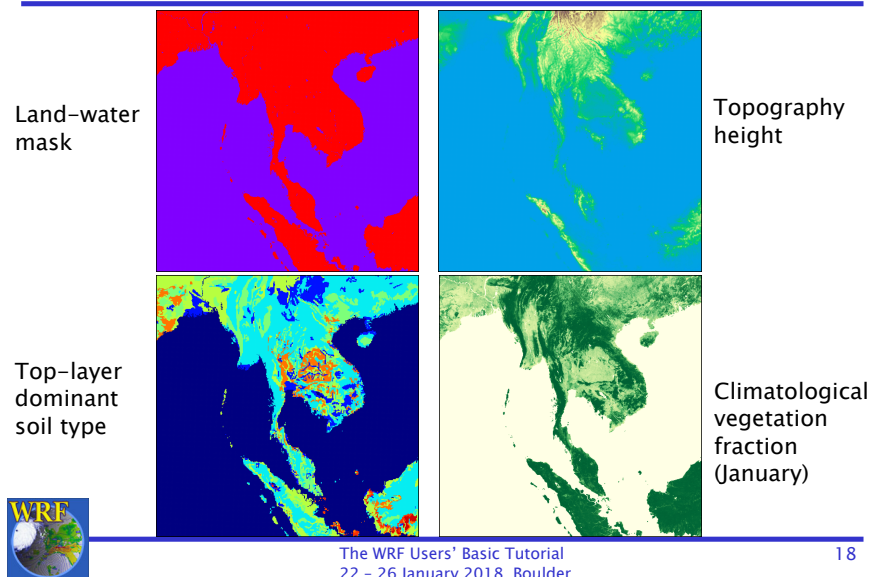 Land-water
mask
Topography
height
Top-layer
dominant
soil type
Climatological
vegetation
fraction
(January)
WRF
The WRF Users' Basic Tutorial
22 – 26 January 2018, Boulder
18